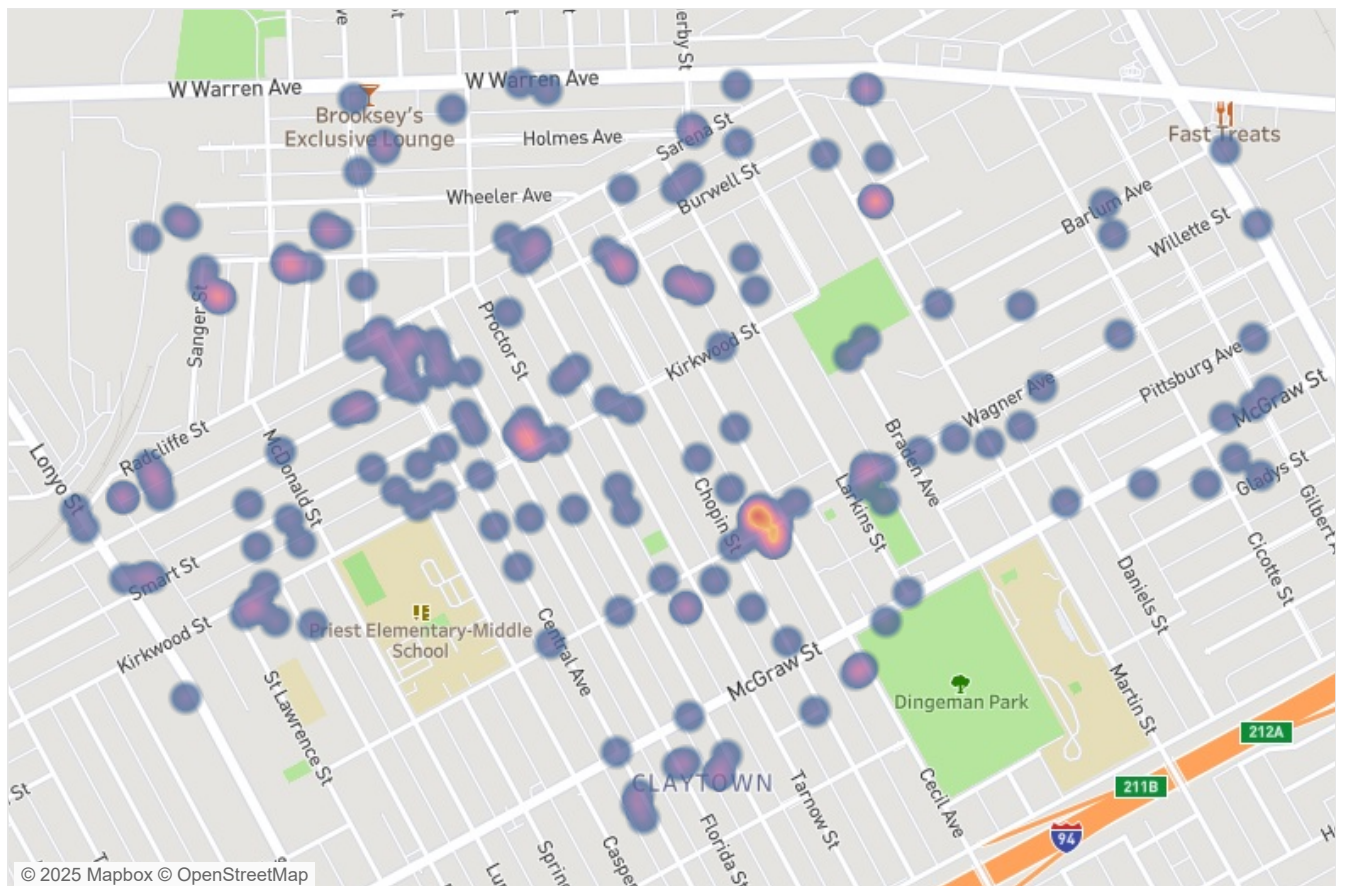 erby St
W Warren Ave
W Warren Ave
Brooksey's
Exclusive Lounge
Holmes Ave
Sarena St
Fast Treats
Wheeler Ave
Burwell St
Barlum Ave
Willette St
Sanger St
Proctor St
Kirkwood St
Pittsburg Ave
Wagner Ave
McGraw St
Radcliffe St
McDonald St
Braden Ave
Lonyo St
Chopin St
Larkins St
Gladys St
Gilbert A
Cicotte St
Smart St
Daniels St
Priest Elementary-Middle
School
Kirkwood St
Central Ave
McGraw St
St Lawrence St
Dingeman Park
Martin St
212A
CLAYTOWN
211B
Tarnow St
Cecil Ave
St
94
Florida St
Casper
Spring
© 2025 Mapbox © OpenStreetMap